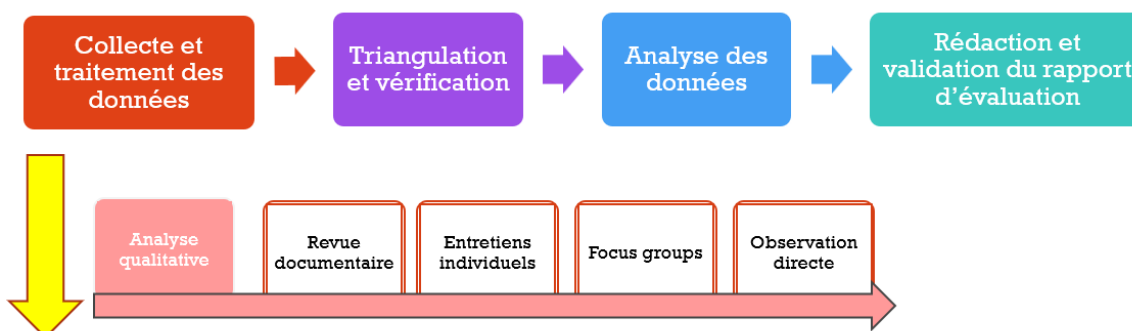 Collecte et
traitement des
données
Triangulation
et vérification
Analyse des
données
Rédaction et
validation du rapport
d'évaluation
Analyse
qualitative
Revue
documentaire
Entretiens
individuels
Focus groups
Observation
directe